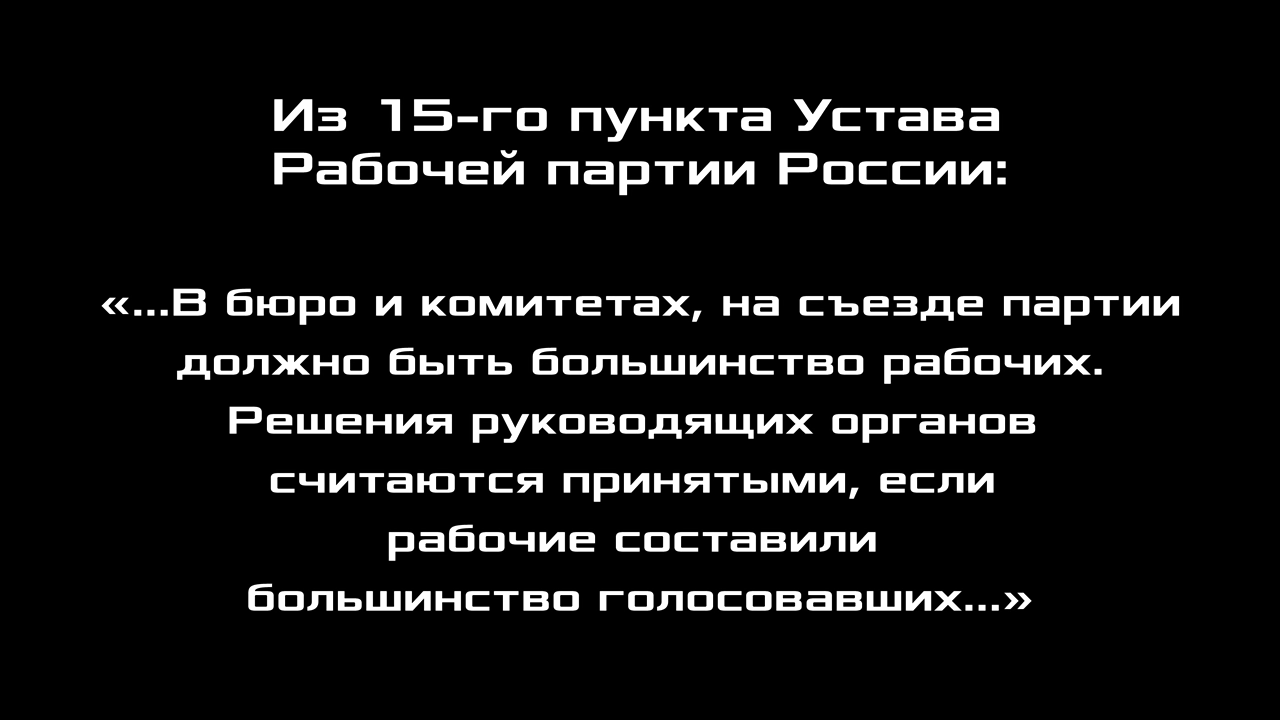 Из 15-го пункта Устава
Рабочей партии России:
«...В бюро и комитетах, на съезде партии
должно быть большинство рабочих.
Решения руководящих органов
считаются принятыми, если
рабочие составили
большинство голосовавших...»